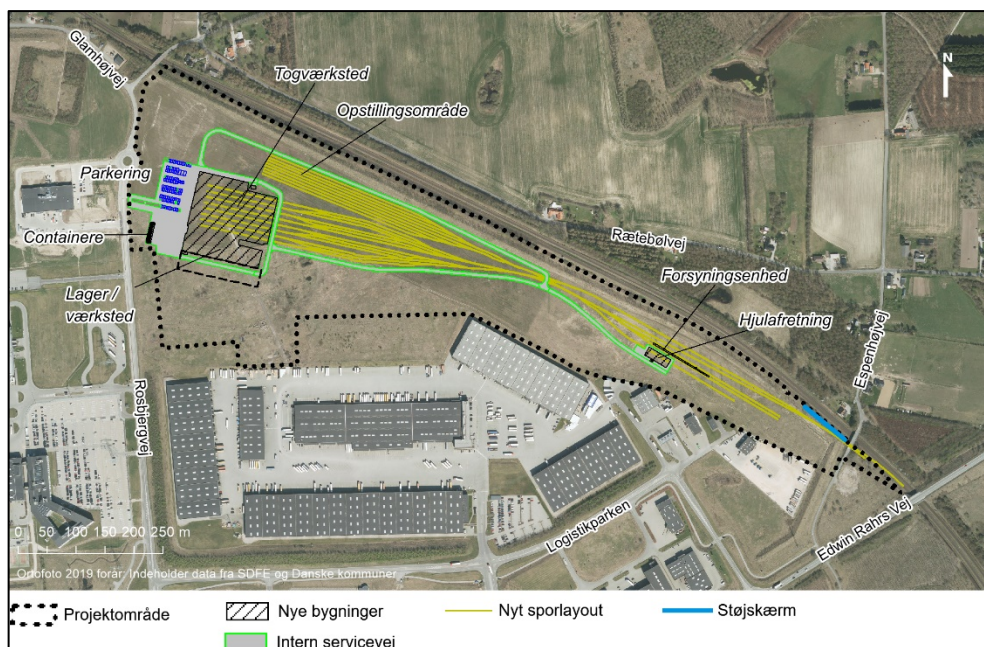 Glamhøjvej
Togværksted
Opstillingsområde
N
Parkering
Containere
Rætebølvej
Forsyningsenhed
Hjulafretning
Lager /
værksted
Espenhøjvej
Rosbjergvej
Logistikparken
Edwin Rahrs Vej
0 50 100 150 200 250 m
Ortofoto 2019 forår: Indeholder data fra SDFE og Danske kommuner
Projektområde
Nye bygninger
Nyt sporlayout
Støjskærm
Intern servicevej